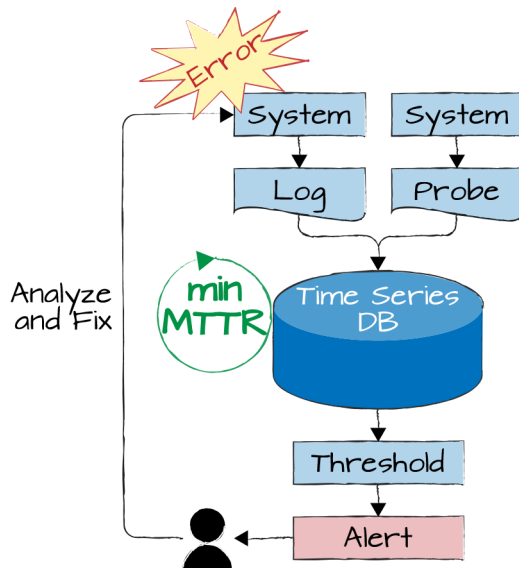 Error
System
System
Log
Probe
Analyze
and Fix
min
MTTR
Time Series
DB
Threshold
Alert